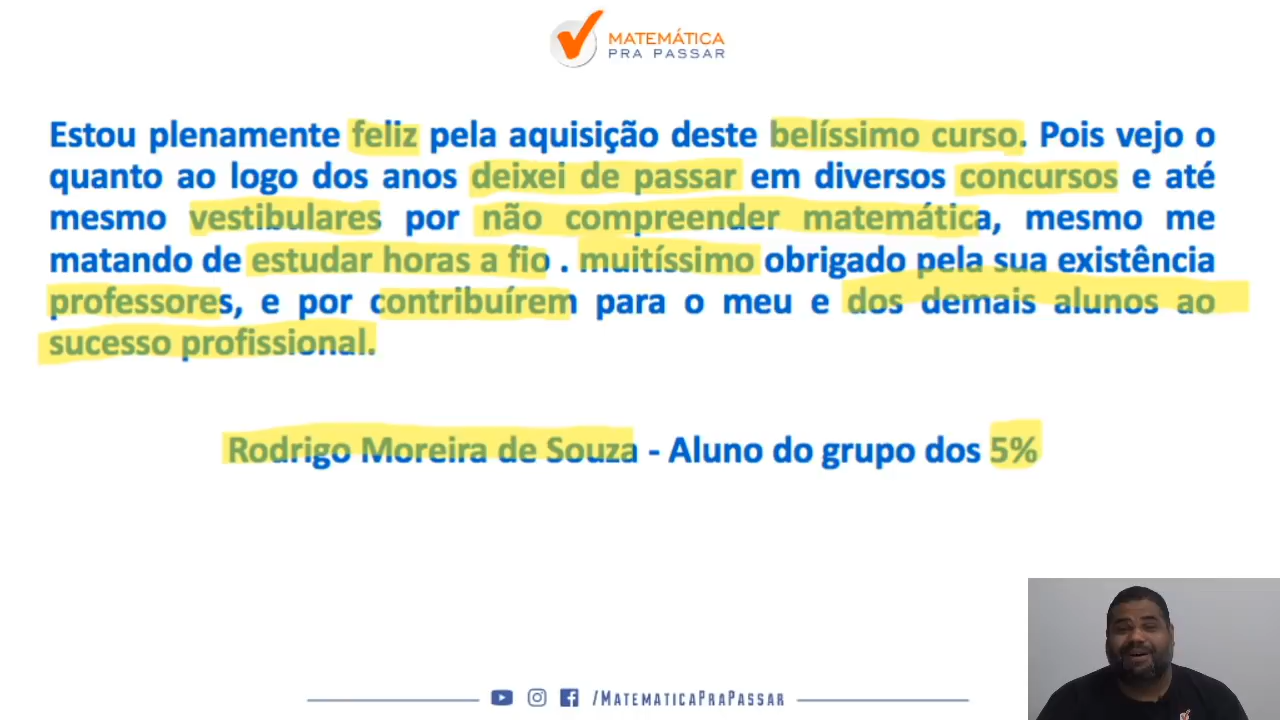 MATEMÁTICA
PRA PASSAR
Estou plenamente feliz pela aquisição deste belíssimo curso. Pois vejo o
quanto ao logo dos anos deixei de passar em diversos concursos e até
mesmo vestibulares por não compreender matemática, mesmo me
matando de estudar horas a fio . muitíssimo obrigado pela sua existência
professores, e por contribuírem para o meu e dos demais alunos ao
sucesso profissional.
Rodrigo Moreira de Souza - Aluno do grupo dos 5%
/MATEMATICAPRAPASSAR